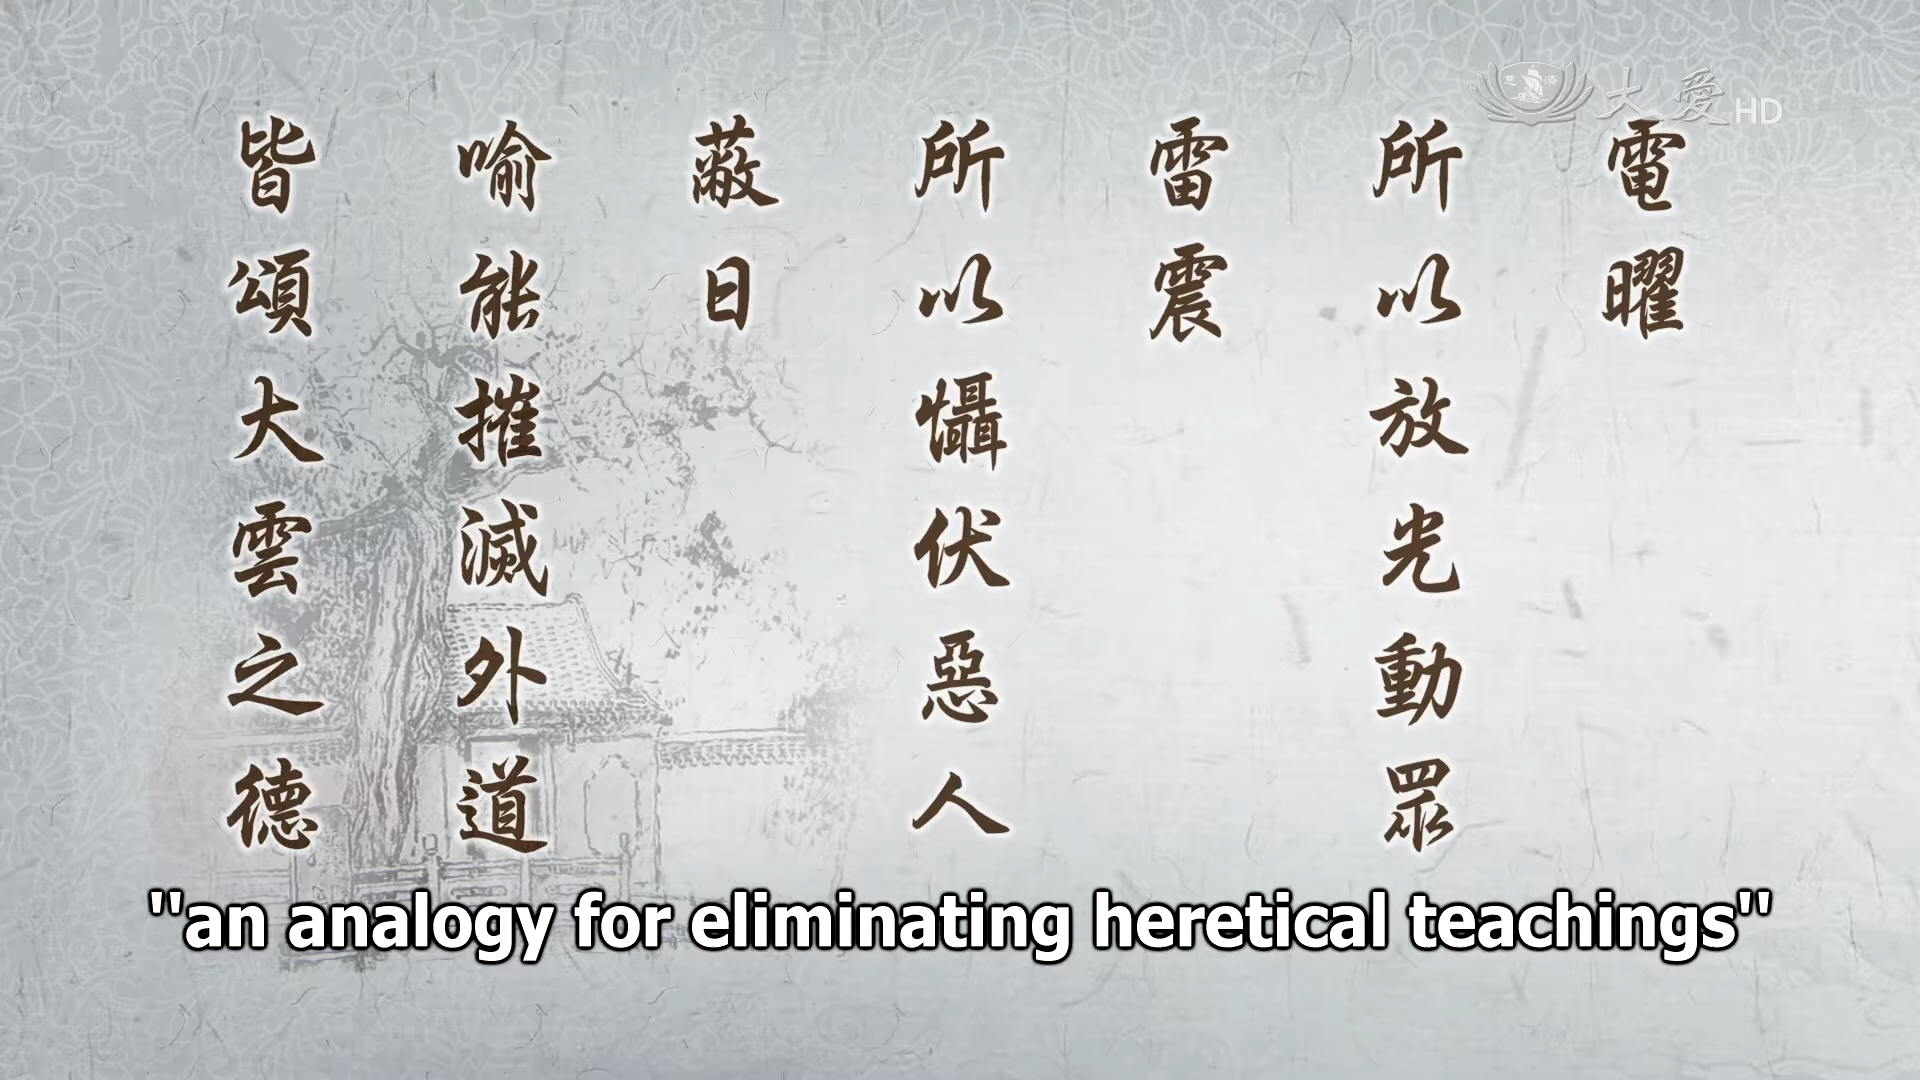 電曜
所以放光動眾
雷震
所以懾伏惡人
蔽日
喻能摧滅外道
皆頌大雲之德
大愛HD
"an analogy for eliminating heretical teachings"